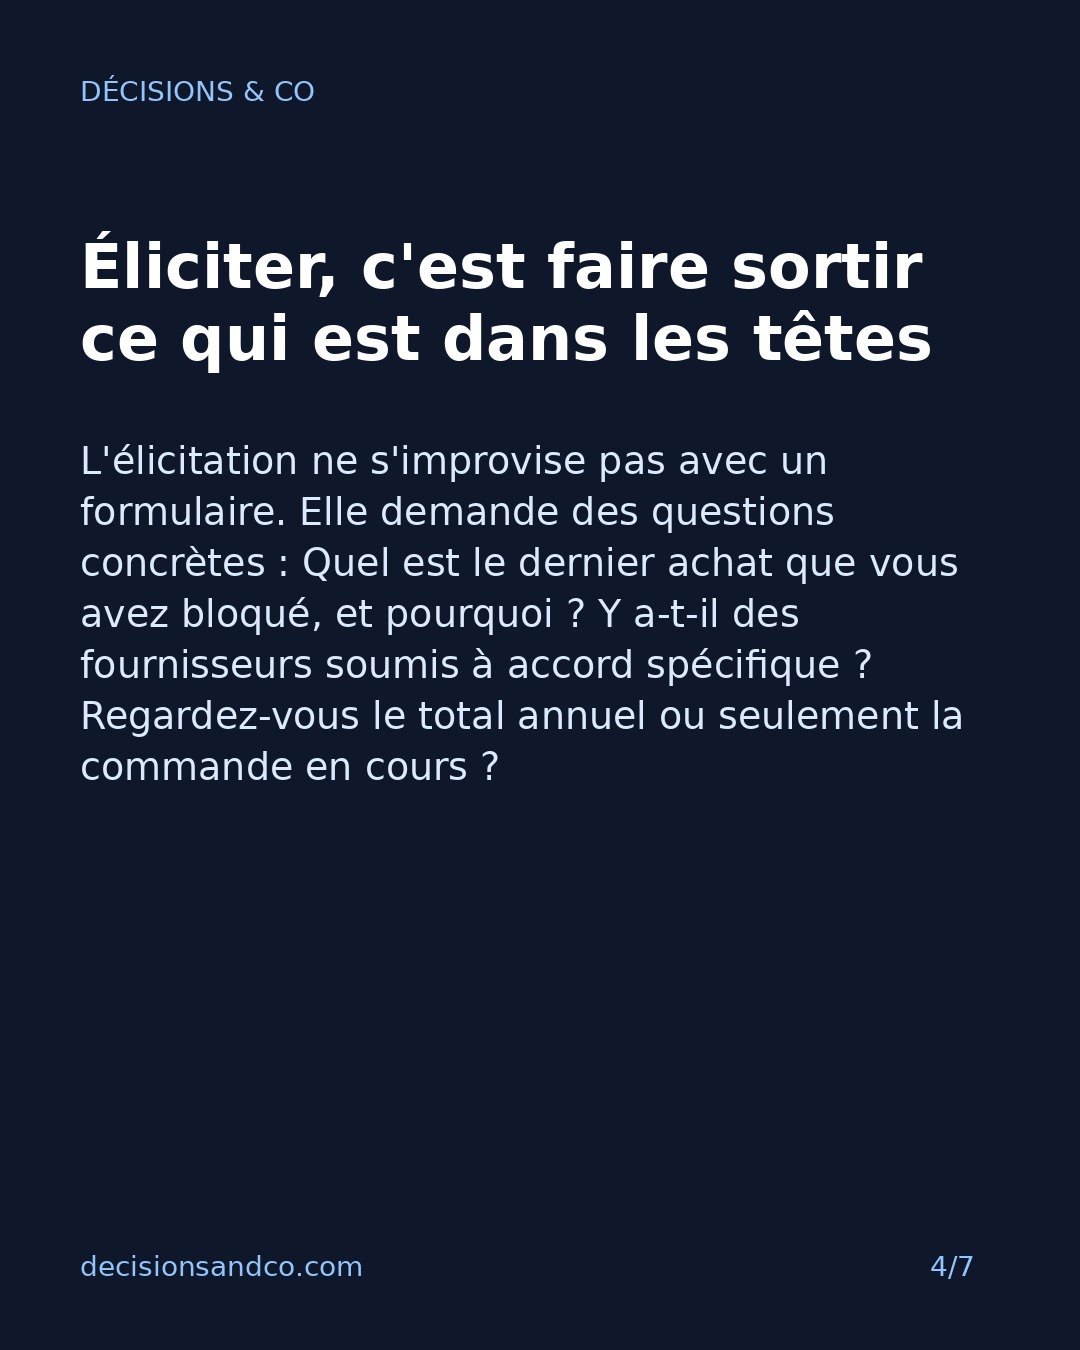 DÉCISIONS & CO
Éliciter, c'est faire sortir
ce qui est dans les têtes
L'élicitation ne s'improvise pas avec un
formulaire. Elle demande des questions
concrètes : Quel est le dernier achat que vous
avez bloqué, et pourquoi ? Y a-t-il des
fournisseurs soumis à accord spécifique ?
Regardez-vous le total annuel ou seulement la
commande en cours ?
decisionsandco.com
4/7